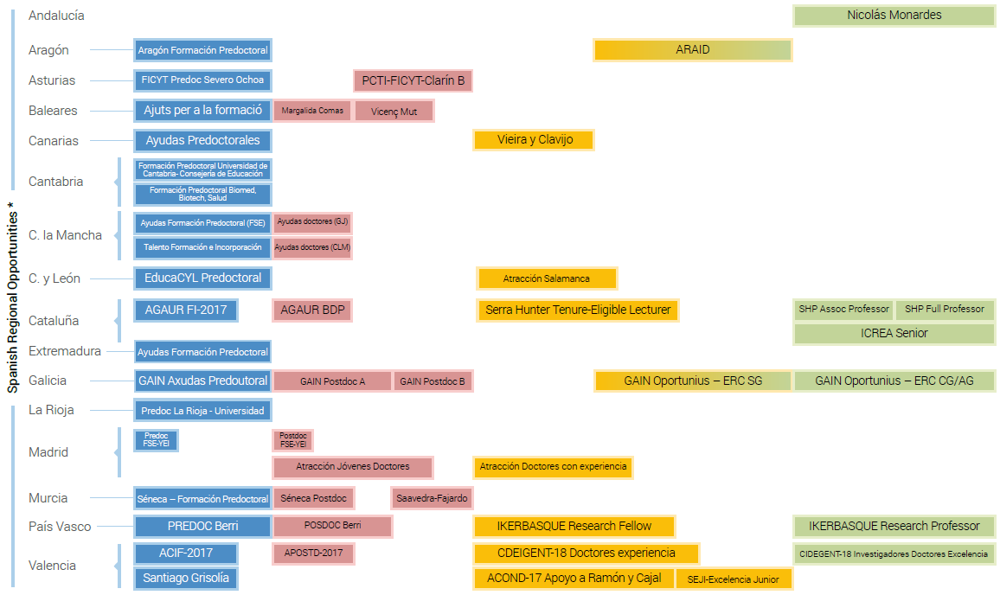 Spanish Regional Opportunities *
Andalucía
Nicolás Monardes
Aragón
Aragón Formación Predoctoral
ARAID
Asturias
FICYT Predoc Severo Ochoa
PCTI-FICYT-Clarín B
Baleares
Ajuts per a la formació
Margalida Comas
Vicenç Mut
Canarias
Ayudas Predoctorales
Vieira y Clavijo
Cantabria
Formación Predoctoral Universidad de
Cantabria- Consejería de Educación
Formación Predoctoral Biomed,
Biotech, Salud
C. la Mancha
Ayudas Formación Predoctoral (FSE)
Ayudas doctores (GJ)
Talento Formación e Incorporación
Ayudas doctores (CLM)
C. y León
EducaCYL Predoctoral
Atracción Salamanca
Cataluña
AGAUR FI-2017
AGAUR BDP
Serra Hunter Tenure-Eligible Lecturer
SHP Assoc Professor
SHP Full Professor
ICREA Senior
Extremadura
Ayudas Formación Predoctoral
Galicia
GAIN Axudas Predoutoral
GAIN Postdoc A
GAIN Postdoc B
GAIN Oportunius – ERC SG
GAIN Oportunius – ERC CG/AG
La Rioja
Predoc La Rioja - Universidad
Madrid
Predoc
FSE-YEI
Postdoc
FSE-YEI
Atracción Jóvenes Doctores
Atracción Doctores con experiencia
Murcia
Séneca – Formación Predoctoral
Séneca Postdoc
Saavedra-Fajardo
País Vasco
PREDOC Berri
POSDOC Berri
IKERBASQUE Research Fellow
IKERBASQUE Research Professor
Valencia
ACIF-2017
APOSTD-2017
CDEIGENT-18 Doctores experiencia
CIDEGENT-18 Investigadores Doctores Excelencia
Santiago Grisolía
ACOND-17 Apoyo a Ramón y Cajal
SEJI-Excelencia Junior